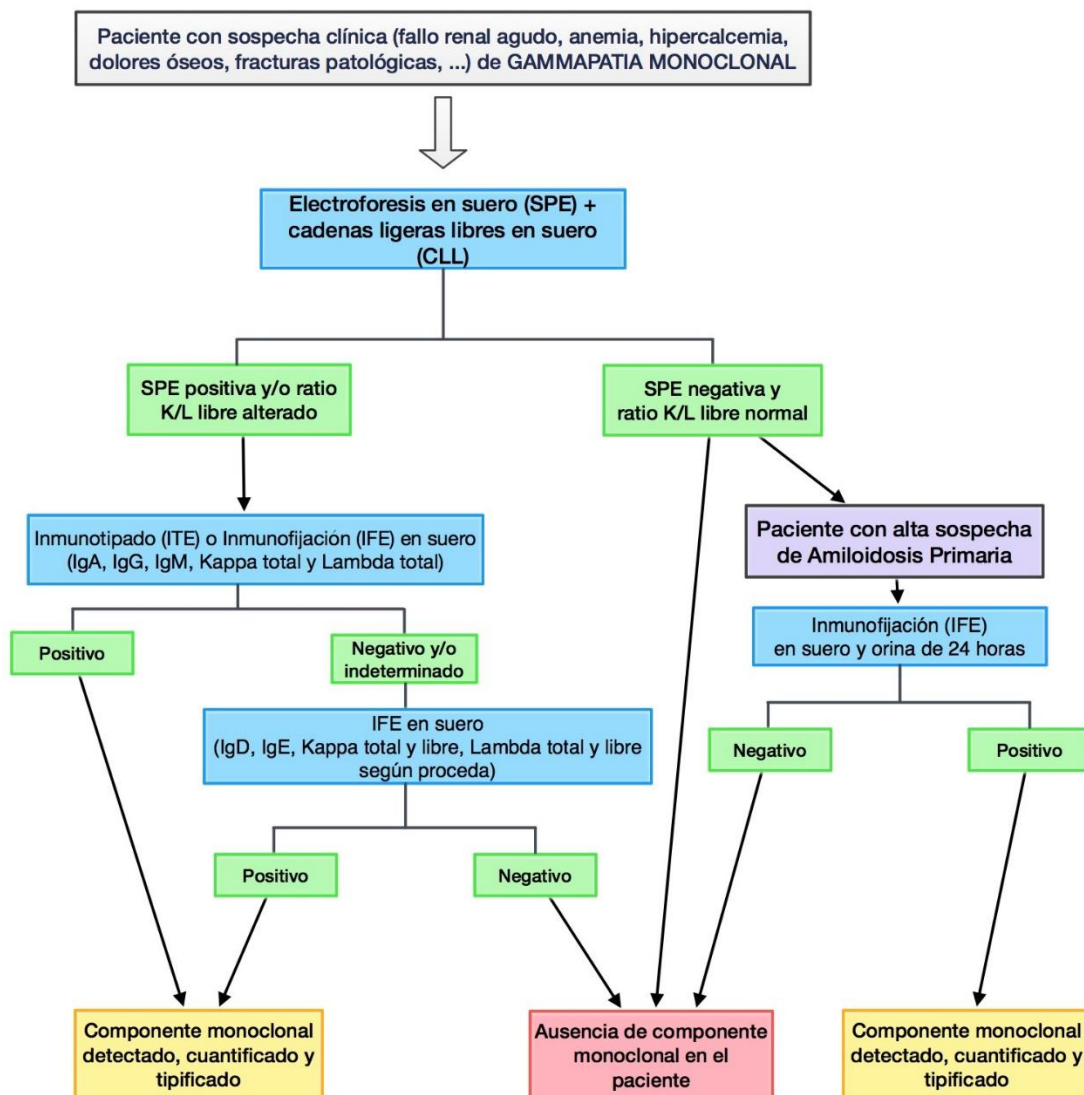 Paciente con sospecha clínica (fallo renal agudo, anemia, hipercalcemia,
dolores óseos, fracturas patológicas, ...) de GAMMAPATIA MONOCLONAL
Electroforesis en suero (SPE) +
cadenas ligeras libres en suero
(CLL)
SPE positiva y/o ratio
K/L libre alterado
SPE negativa y
ratio K/L libre normal
Inmunotipado (ITE) o Inmunofijación (IFE) en suero
(IgA, IgG, IgM, Kappa total y Lambda total)
Paciente con alta sospecha
de Amiloidosis Primaria
Positivo
Negativo y/o
indeterminado
Inmunofijación (IFE)
en suero y orina de 24 horas
IFE en suero
(IgD, IgE, Kappa total y libre, Lambda total y libre
según proceda)
Negativo
Positivo
Positivo
Negativo
Componente monoclonal
detectado, cuantificado y
tipificado
Ausencia de componente
monoclonal en el
paciente
Componente monoclonal
detectado, cuantificado y
tipificado